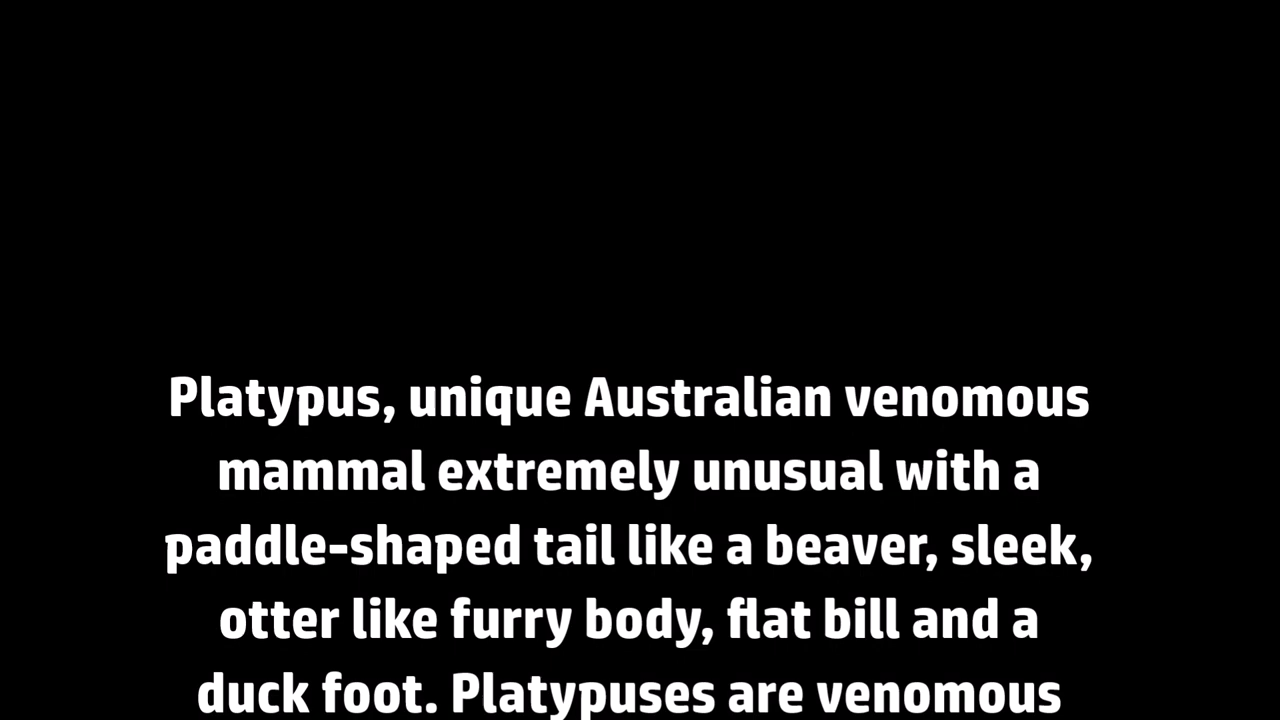 Platypus, unique Australian venomous
mammal extremely unusual with a
paddle-shaped tail like a beaver, sleek,
otter like furry body, flat bill and a
duck foot. Platypuses are venomous